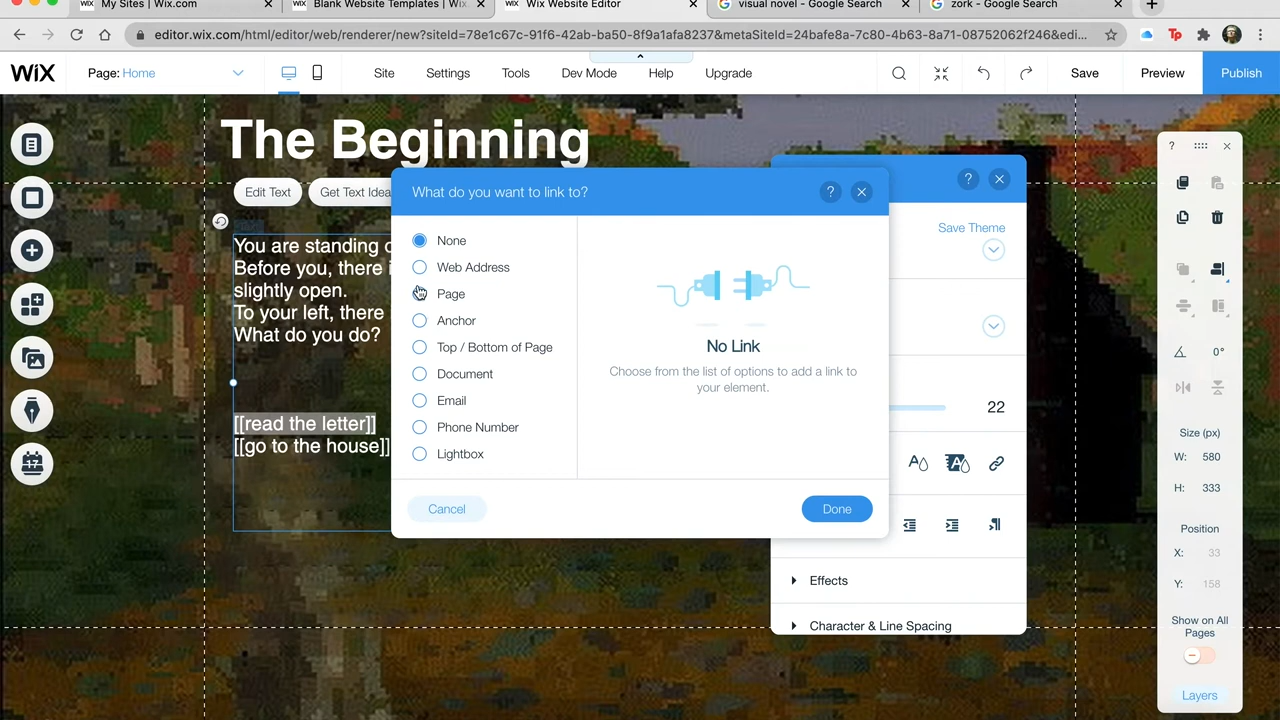 My Sites | Wix.com
Blank Website Templates | Wix.
Wix Website Editor
visual novel - Google Search
zork - Google Search
editor.wix.com/html/editor/web/renderer/new?siteId=78e1c67c-91f6-42ab-ba50-8f9a1afa8237&metaSiteId=24bafe8a-7c80-4b63-8a71-08752062f246&edi...
WiX
Page: Home
Site
Settings
Tools
Dev Mode
Help
Upgrade
Save
Preview
Publish
The Beginning
Edit Text
Get Text Idea
You are standing
Before you, there
slightly open.
To your left, there
What do you do?
[[read the letter]]
[[go to the house]]
What do you want to link to?
?
None
Web Address
Page
Anchor
Top / Bottom of Page
Document
Email
Phone Number
Lightbox
No Link
Choose from the list of options to add a link to
your element.
Cancel
Done
?
Save Theme
22
Effects
Character & Line Spacing
?
0°
Size (px)
W: 580
H: 333
Position
X: 33
Y: 158
Show on All
Pages
Layers
17
Tp